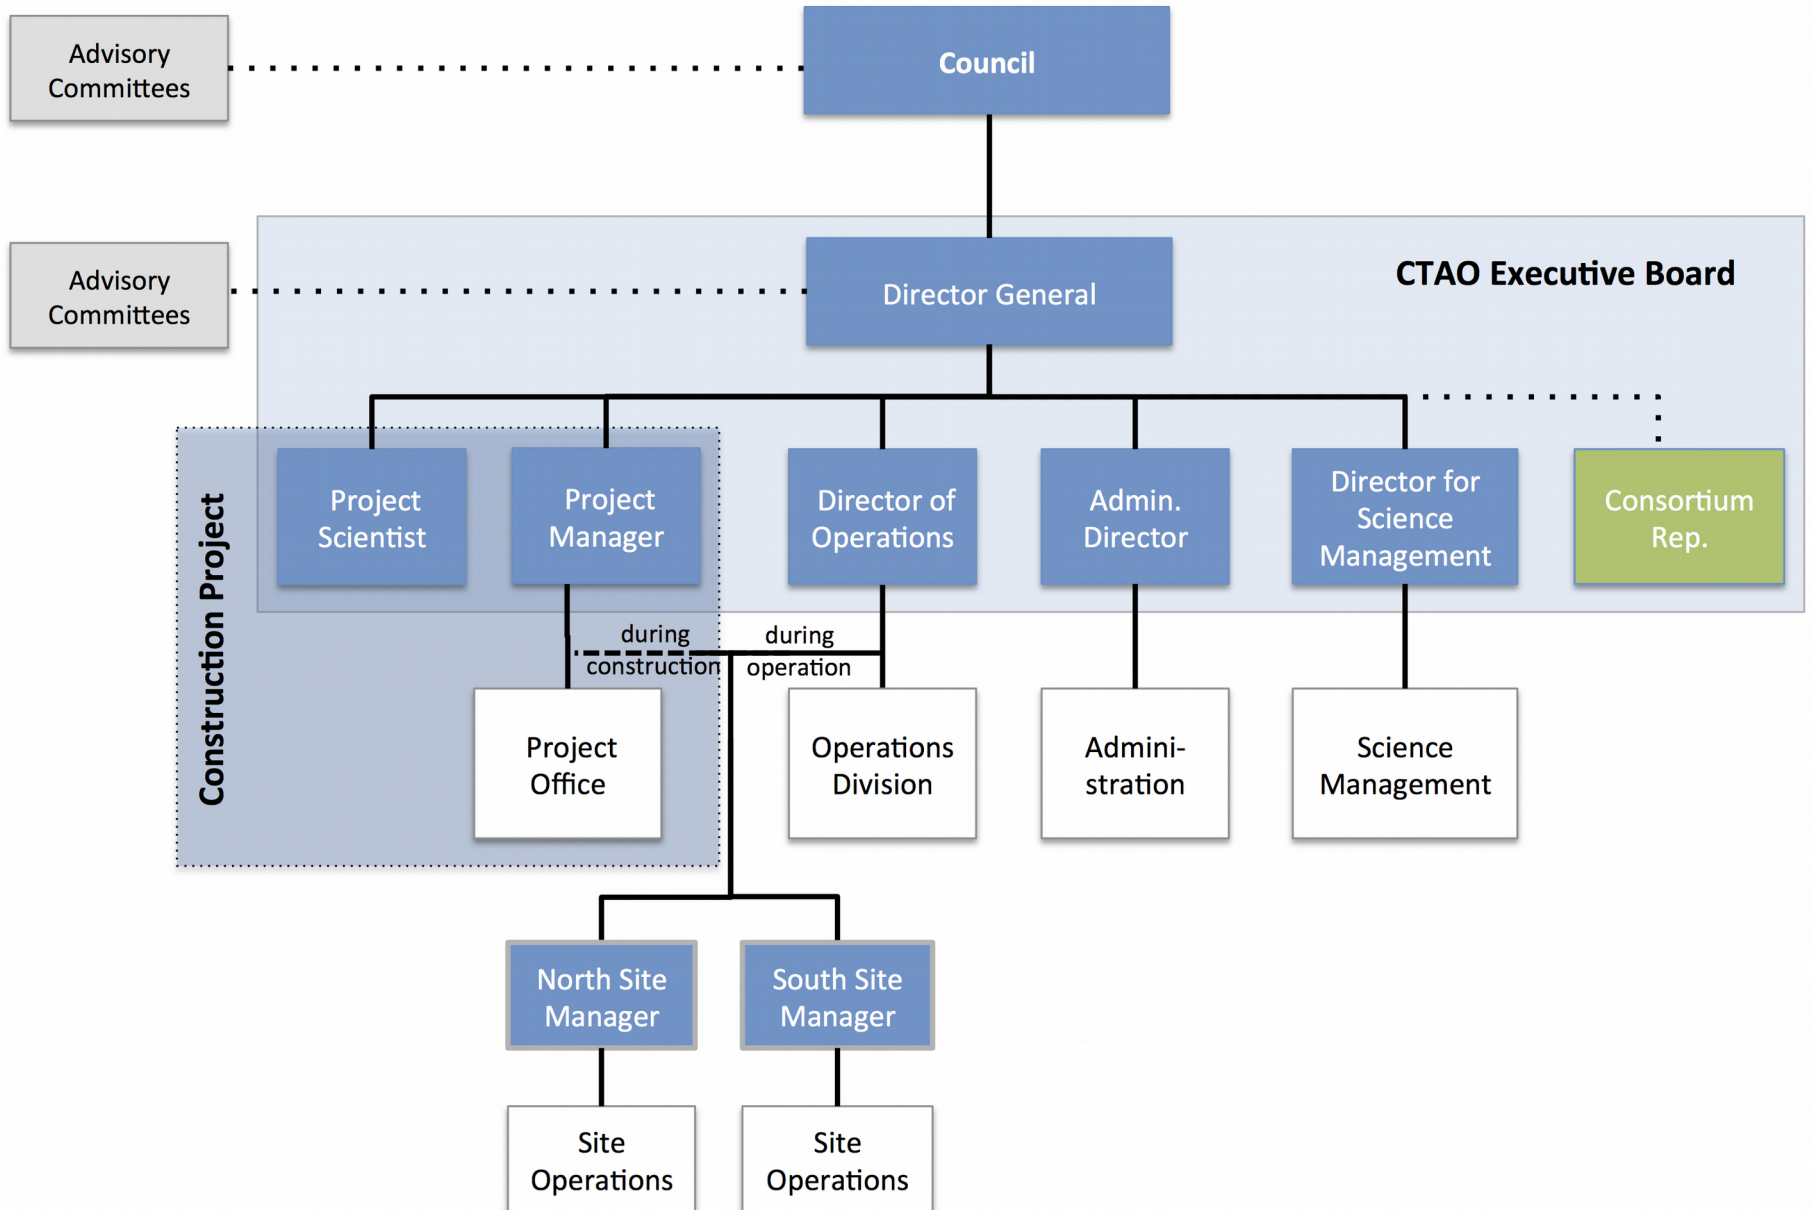 Advisory
Committees
Council
Advisory
Committees
Director General
CTAO Executive Board
Construction Project
Project
Scientist
Project
Manager
Director of
Operations
Admin.
Director
Director for
Science
Management
Consortium
Rep.
during
construction
during
operation
Project
Office
Operations
Division
Admini-
stration
Science
Management
North Site
Manager
South Site
Manager
Site
Operations
Site
Operations